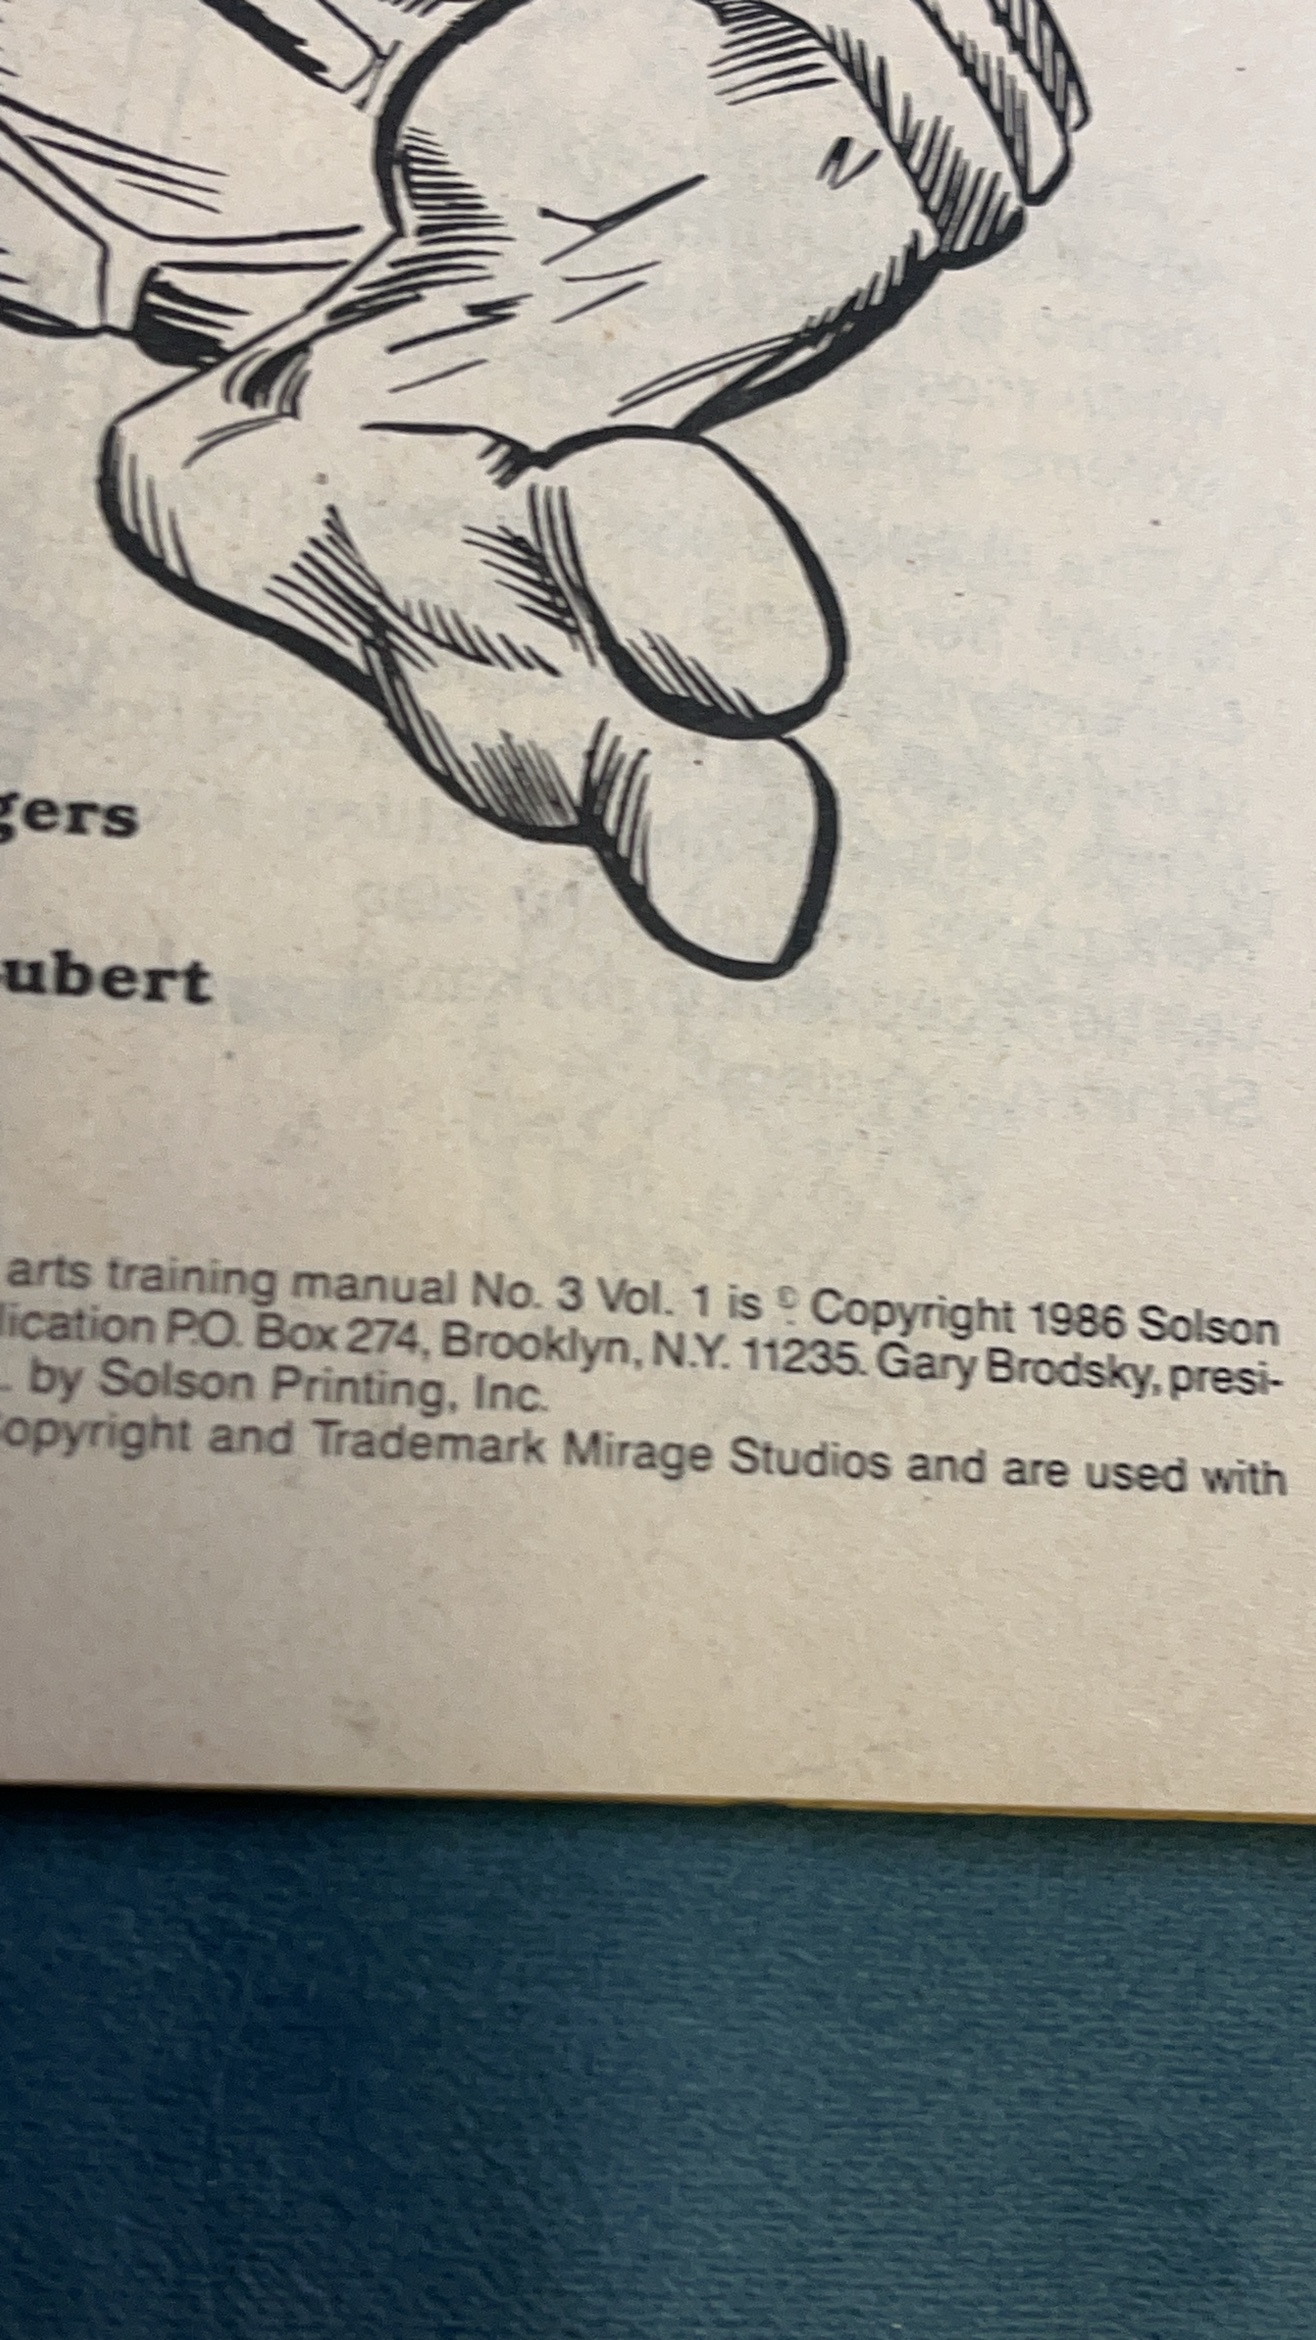 gers
ubert
arts training manual No. 3 Vol. 1 is © Copyright 1986 Solson
lication P.O. Box 274, Brooklyn, N.Y. 11235. Gary Brodsky, presi-
. by Solson Printing, Inc.
opyright and Trademark Mirage Studios and are used with